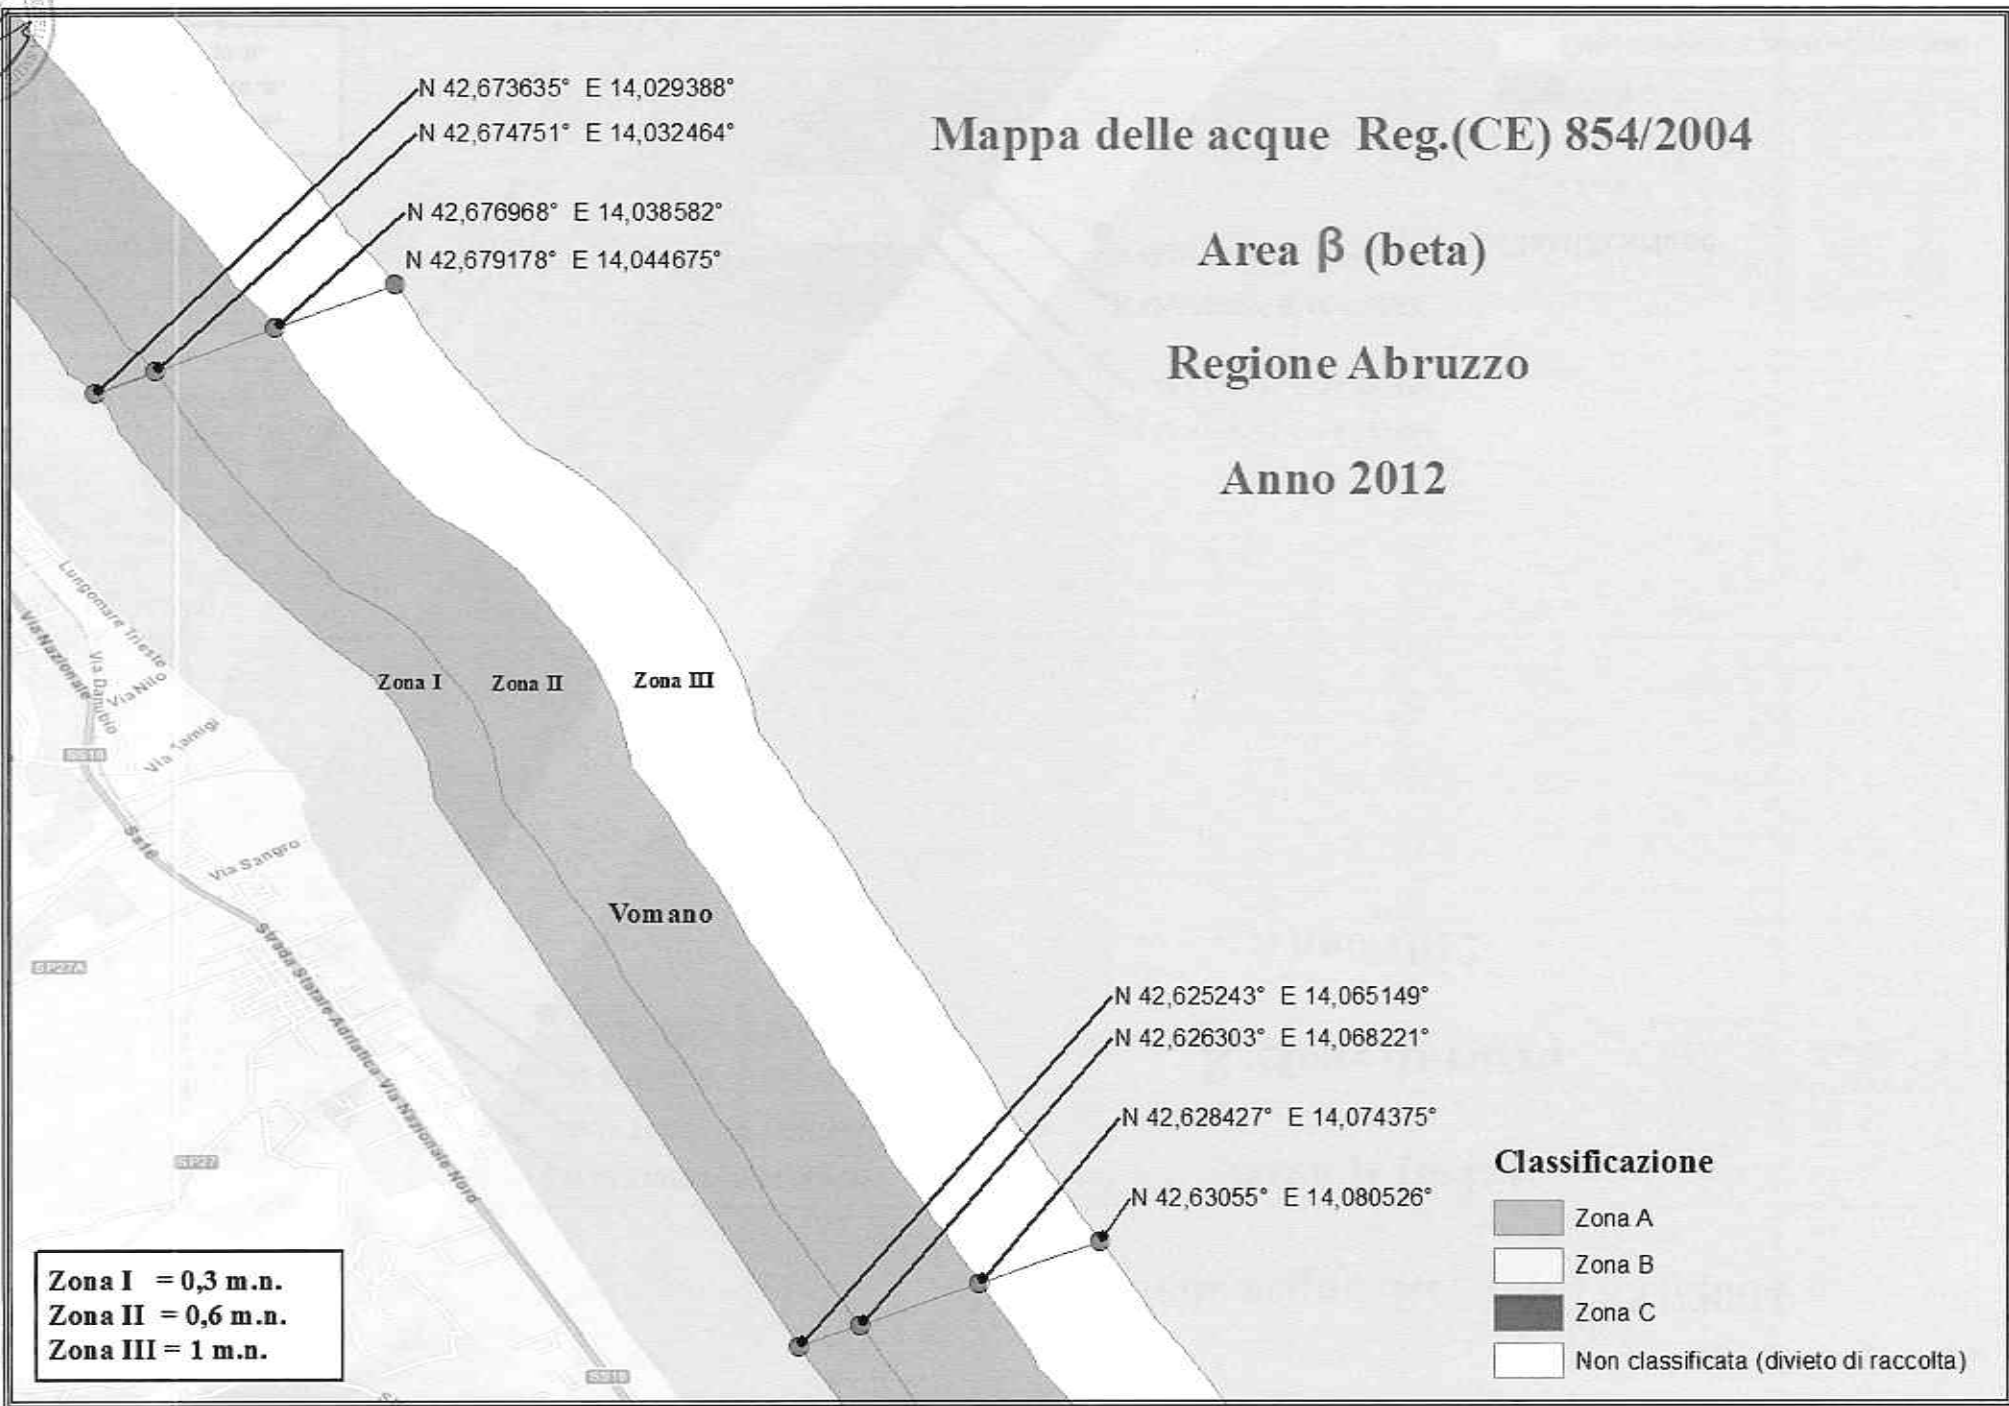 N 42,673635° E 14,029388°
N 42,674751° E 14,032464°
N 42,676968° E 14,038582°
N 42,679178° E 14,044675°
Mappa delle acque Reg.(CE) 854/2004
Area β (beta)
Regione Abruzzo
Anno 2012
Lungomare Trieste
Via Nazionale
Via Danubio
Via Nilo
Via Tamigi
SS16
SS16
Via Sangro
Strada Statale Adriatica Via Nazionale Nord
SP27A
SP27
SS16
Zona I
Zona II
Zona III
Vomano
N 42,625243° E 14,065149°
N 42,626303° E 14,068221°
N 42,628427° E 14,074375°
N 42,63055° E 14,080526°
Zona I = 0,3 m.n.
Zona II = 0,6 m.n.
Zona III = 1 m.n.
Classificazione
Zona A
Zona B
Zona C
Non classificata (divieto di raccolta)